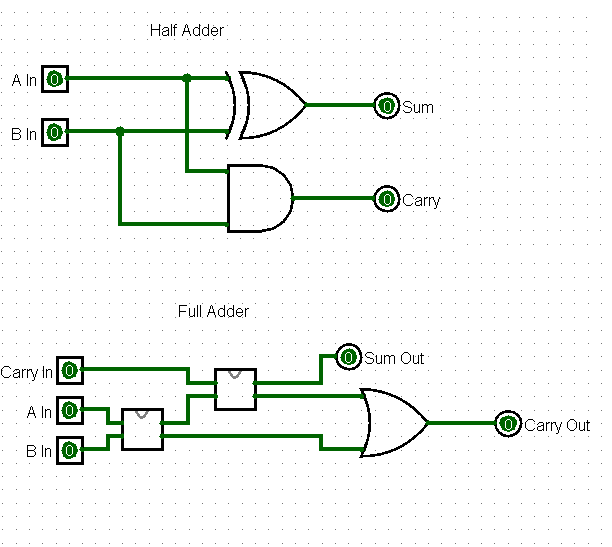 Half Adder
A In 0
B In 0
0 Sum
0 Carry
Full Adder
0 Sum Out
Carry In 0
A In 0
B In 0
0 Carry Out